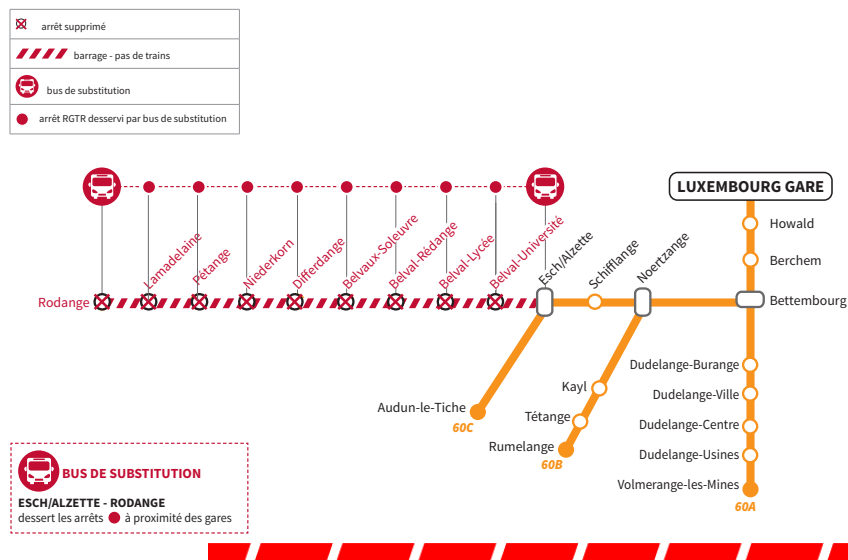 arrêt supprimé
barrage - pas de trains
bus de substitution
arrêt RGTR desservi par bus de substitution
LUXEMBOURG GARE
Howald
Berchem
Bettembourg
Rodange
Lamadelaine
Pétange
Niederkorn
Differdange
Belvaux-Soleuvre
Belval-Rédange
Belval-Lycée
Belval-Université
Esch/Alzette
Schifflange
Noertzange
Dudelange-Burange
Dudelange-Ville
Dudelange-Centre
Dudelange-Usines
Volmerange-les-Mines
60A
Kayl
Tétange
Rumelange
60B
Audun-le-Tiche
60C
BUS DE SUBSTITUTION
ESCH/ALZETTE - RODANGE
dessert les arrêts à proximité des gares